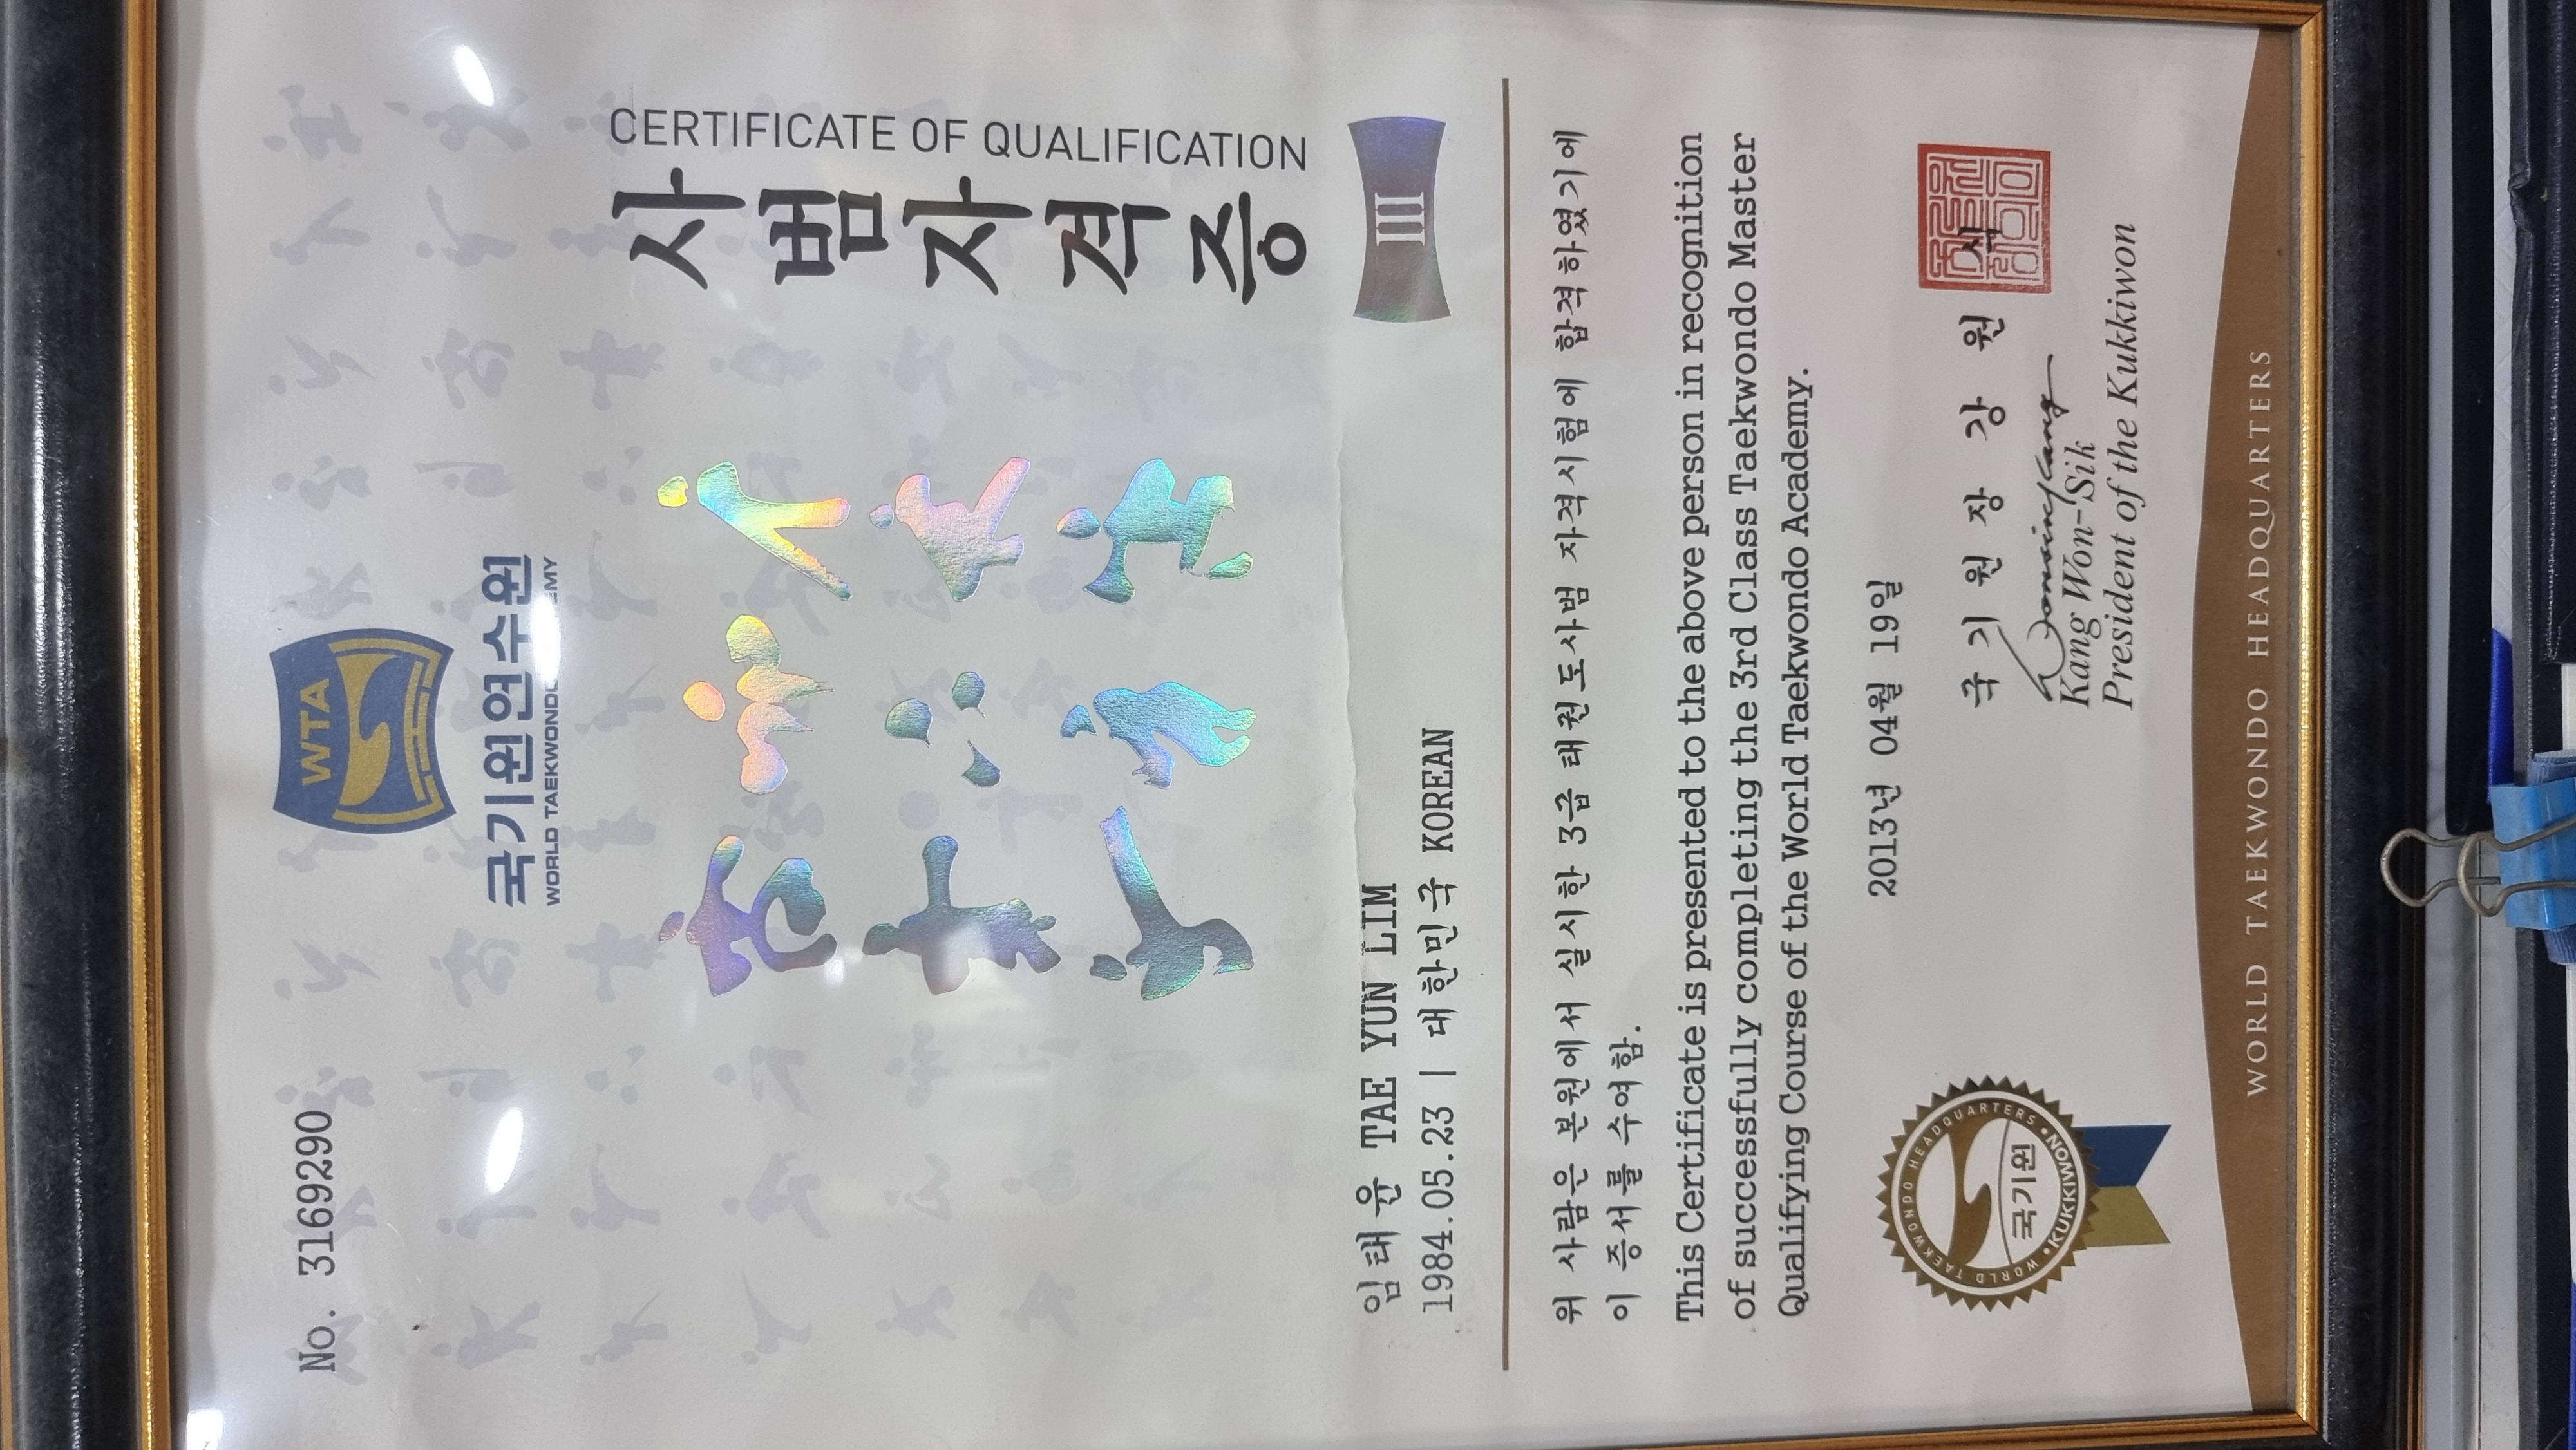 No. 3169290
WTA
국기원연수원
WORLD TAEKWONDO
사범자격증
CERTIFICATE OF QUALIFICATION
III
임태윤 TAE YUN LIM
1984.05.23 | 대한민국 KOREAN
위 사람은 본원에서 실시한 3급 태권도사범 자격시험에 합격하였기에
이 증서를 수여함.
This Certificate is presented to the above person in recognition
of successfully completing the 3rd Class Taekwondo Master
Qualifying Course of the World Taekwondo Academy.
2013년 04월 19일
국기원장 강원식
Kang Won-Sik
President of the Kukkiwon
WORLD TAEKWONDO HEADQUARTERS
국기원
KUKKIWON
WORLD TAEKWONDO HEADQUARTERS